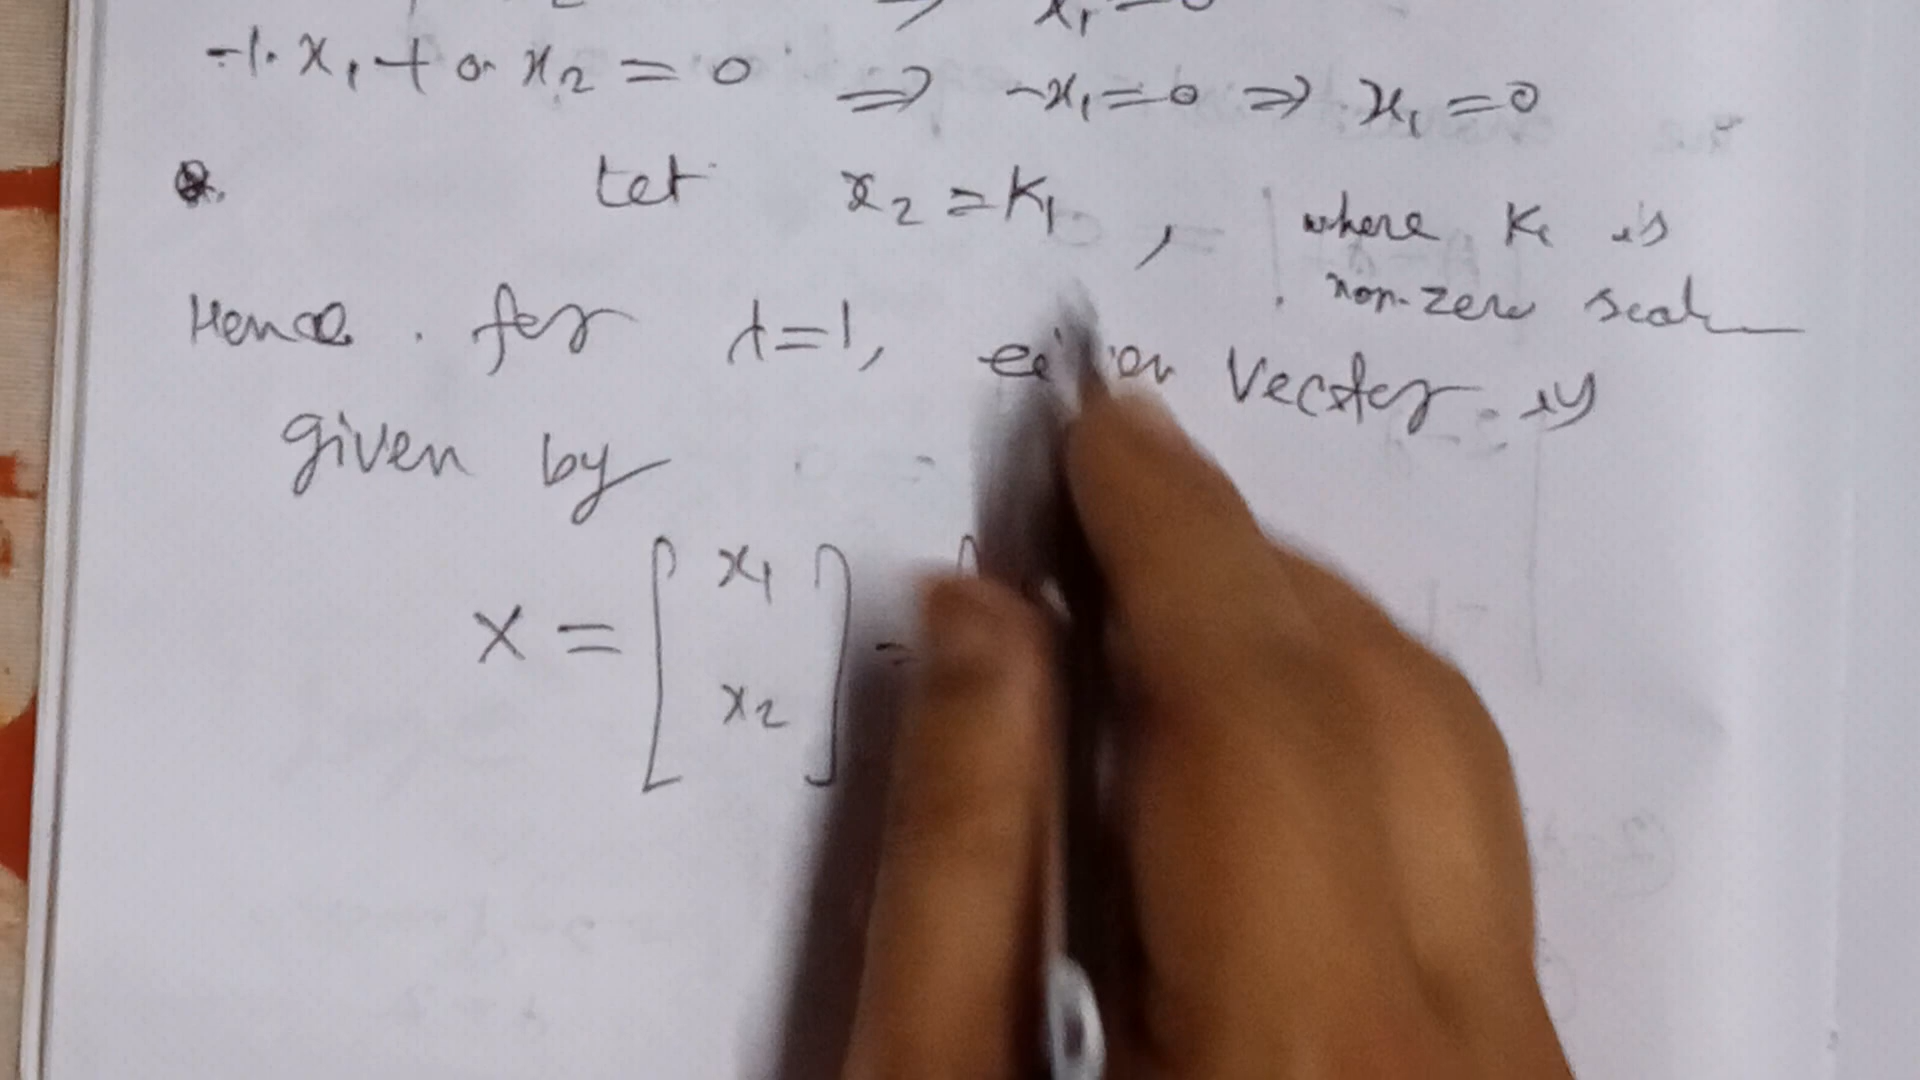 -1. x₁ + 0. x₂ = 0 ⇒ -x₁ = 0 ⇒ x₁ = 0
Let x₂ = K₁ , where K₁ is
non-zero
Hence . for λ = 1, Vector is
given by
X = [ x₁ x₂ ] =